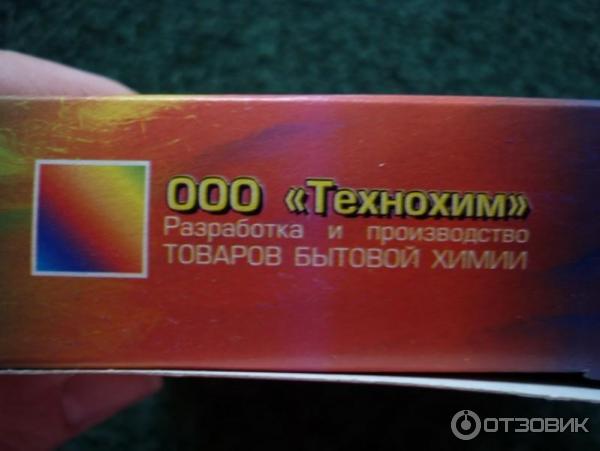 ООО «Технохим»
Разработка и производство
ТОВАРОВ БЫТОВОЙ ХИМИИ
ОТЗОВИК